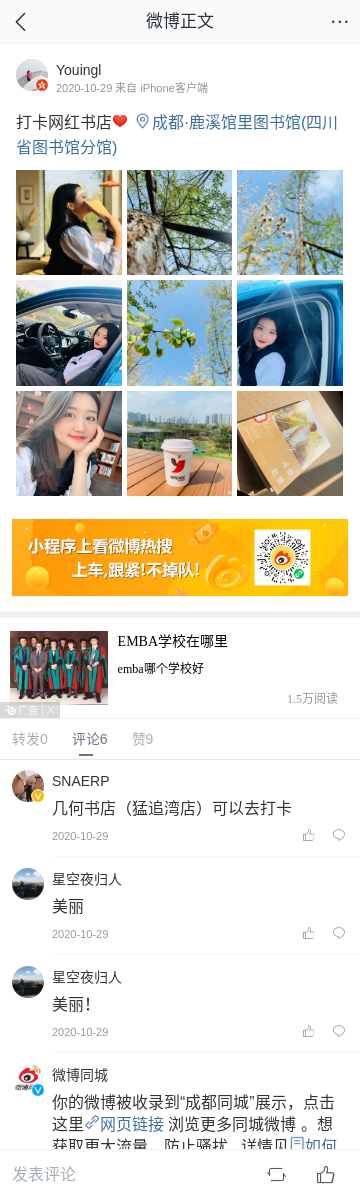 微博正文
Youingl
2020-10-29 来自 iPhone客户端
打卡网红书店 成都·鹿溪馆里图书馆(四川
省图书馆分馆)
小程序上看微博热搜
上车,跟紧!不掉队!
EMBA学校在哪里
emba哪个学校好
1.5万阅读
广告
转发0 评论6 赞9
SNAERP
几何书店（猛追湾店）可以去打卡
2020-10-29
星空夜归人
美丽
2020-10-29
星空夜归人
美丽！
2020-10-29
微博同城
你的微博被收录到“成都同城”展示，点击
这里网页链接 浏览更多同城微博 。想
获取更大流量、防止骚扰，详情见如何
发表评论